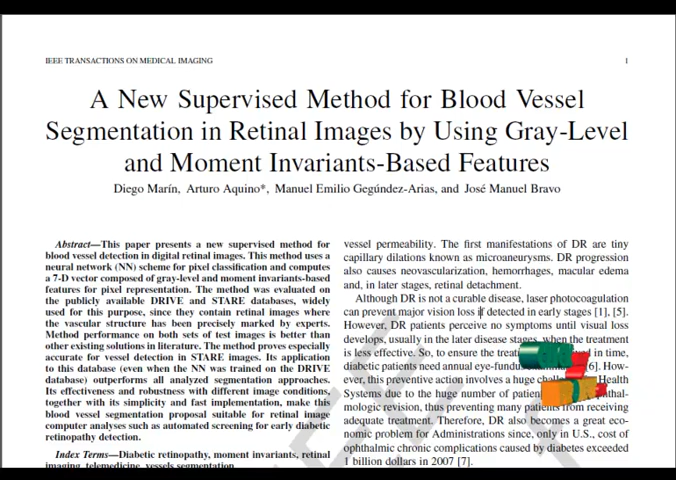 IEEE TRANSACTIONS ON MEDICAL IMAGING
1
A New Supervised Method for Blood Vessel
Segmentation in Retinal Images by Using Gray-Level
and Moment Invariants-Based Features
Diego Marín, Arturo Aquino*, Manuel Emilio Gegúndez-Arias, and José Manuel Bravo
Abstract—This paper presents a new supervised method for
blood vessel detection in digital retinal images. This method uses a
neural network (NN) scheme for pixel classification and computes
a 7-D vector composed of gray-level and moment invariants-based
features for pixel representation. The method was evaluated on
the publicly available DRIVE and STARE databases, widely
used for this purpose, since they contain retinal images where
the vascular structure has been precisely marked by experts.
Method performance on both sets of test images is better than
other existing solutions in literature. The method proves especially
accurate for vessel detection in STARE images. Its application
to this database (even when the NN was trained on the DRIVE
database) outperforms all analyzed segmentation approaches.
Its effectiveness and robustness with different image conditions,
together with its simplicity and fast implementation, make this
blood vessel segmentation proposal suitable for retinal image
computer analyses such as automated screening for early diabetic
retinopathy detection.
Index Terms—Diabetic retinopathy, moment invariants, retinal
imaging, telemedicine, vessels segmentation.
vessel permeability. The first manifestations of DR are tiny
capillary dilations known as microaneurysms. DR progression
also causes neovascularization, hemorrhages, macular edema
and, in later stages, retinal detachment.
Although DR is not a curable disease, laser photocoagulation
can prevent major vision loss if detected in early stages [1], [5].
However, DR patients perceive no symptoms until visual loss
develops, usually in the later disease stages, when the treatment
is less effective. So, to ensure the in time,
diabetic patients need annual [6]. How-
ever, this preventive action involves a huge Health
Systems due to the huge number of
mologic revision, thus preventing many patients from receiving
adequate treatment. Therefore, DR also becomes a great eco-
nomic problem for Administrations since, only in U.S., cost of
ophthalmic chronic complications caused by diabetes exceeded
1 billion dollars in 2007 [7].